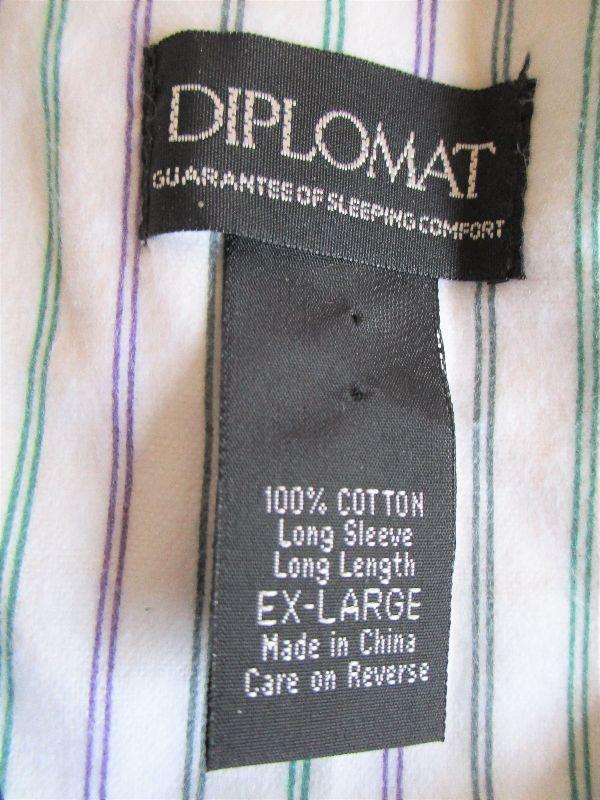 DIPLOMAT
GUARANTEE OF SLEEPING COMFORT
100% COTTON
Long Sleeve
Long Length
EX-LARGE
Made in China
Care on Reverse